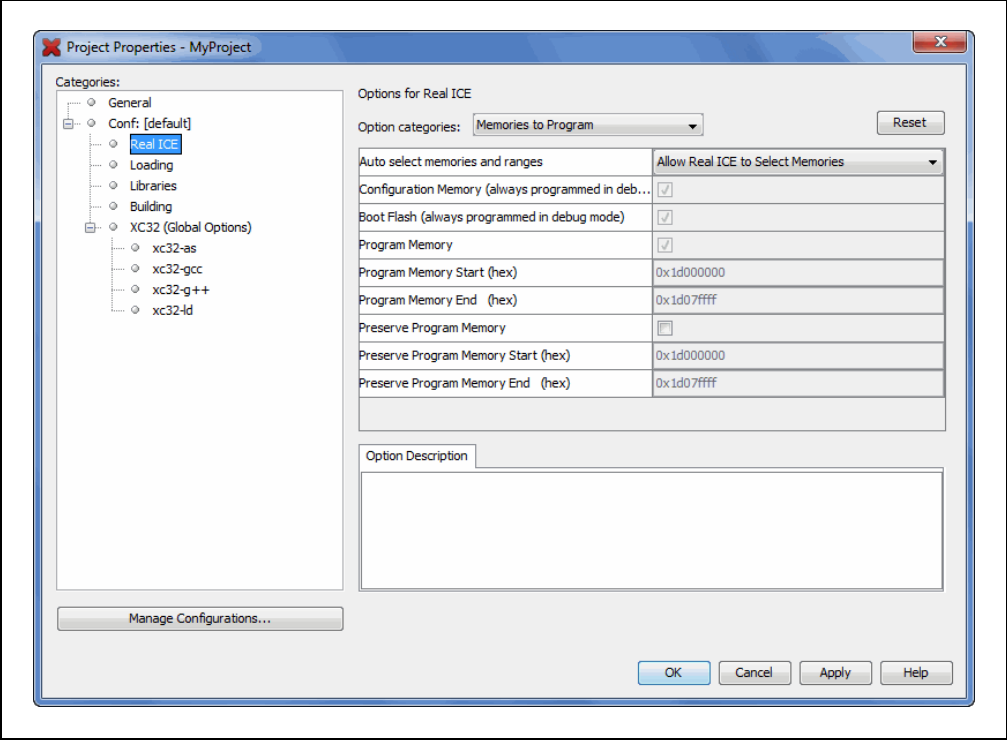 Project Properties - MyProject
Categories:
General
Conf: [default]
Real ICE
Loading
Libraries
Building
XC32 (Global Options)
xc32-as
xc32-gcc
xc32-g++
xc32-ld
Manage Configurations...
Options for Real ICE
Option categories: Memories to Program Reset
Auto select memories and ranges Allow Real ICE to Select Memories
Configuration Memory (always programmed in deb...
Boot Flash (always programmed in debug mode)
Program Memory
Program Memory Start (hex) 0x1d000000
Program Memory End (hex) 0x1d07ffff
Preserve Program Memory
Preserve Program Memory Start (hex) 0x1d000000
Preserve Program Memory End (hex) 0x1d07ffff
Option Description
OK Cancel Apply Help